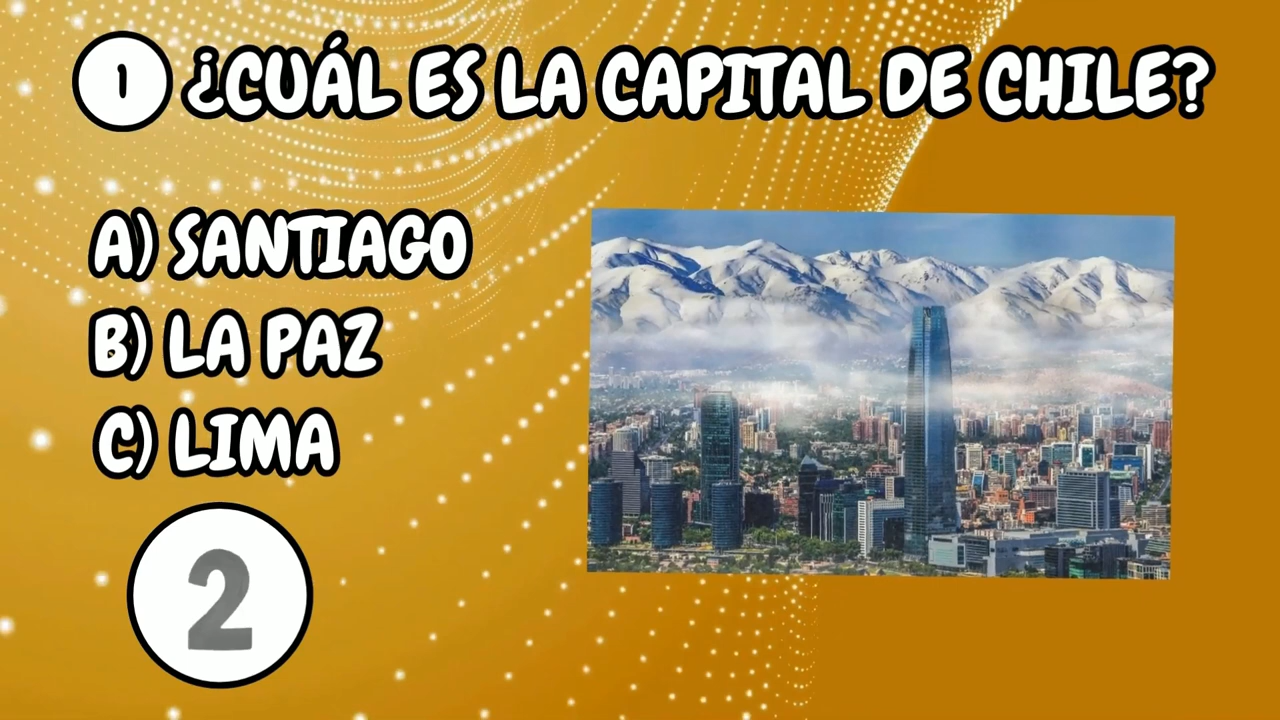 1 ¿CUÁL ES LA CAPITAL DE CHILE?
A) SANTIAGO
B) LA PAZ
C) LIMA
2